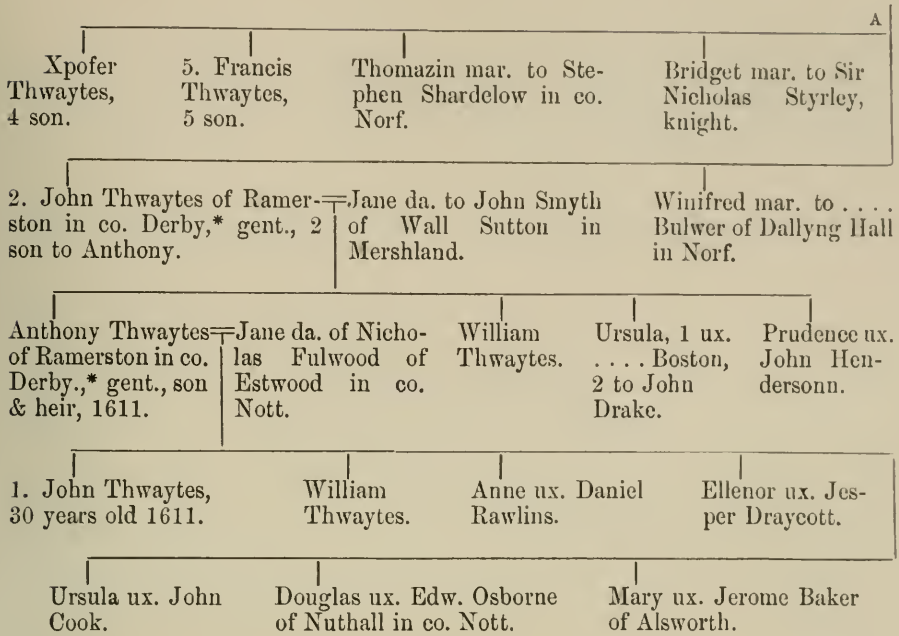 A
Xpofer
Thwaytes,
4 son.
5. Francis
Thwaytes,
5 son.
Thomazin mar. to Ste-
phen Shardelow in co.
Norf.
Bridget mar. to Sir
Nicholas Styrley,
knight.
2. John Thwaytes of Ramer-
ston in co. Derby,* gent., 2
son to Anthony.
Jane da. to John Smyth
of Wall Sutton in
Mershland.
Winifred mar. to ....
Bulwer of Dallyng Hall
in Norf.
Anthony Thwaytes
of Ramerston in co.
Derby.,* gent., son
& heir, 1611.
Jane da. of Nicho-
las Fulwood of
Estwood in co.
Nott.
William
Thwaytes.
Ursula, 1 ux.
.... Boston,
2 to John
Drake.
Prudence ux.
John Hen-
dersonn.
1. John Thwaytes,
30 years old 1611.
William
Thwaytes.
Anne ux. Daniel
Rawlins.
Ellenor ux. Jes-
per Draycott.
Ursula ux. John
Cook.
Douglas ux. Edw. Osborne
of Nuthall in co. Nott.
Mary ux. Jerome Baker
of Alsworth.